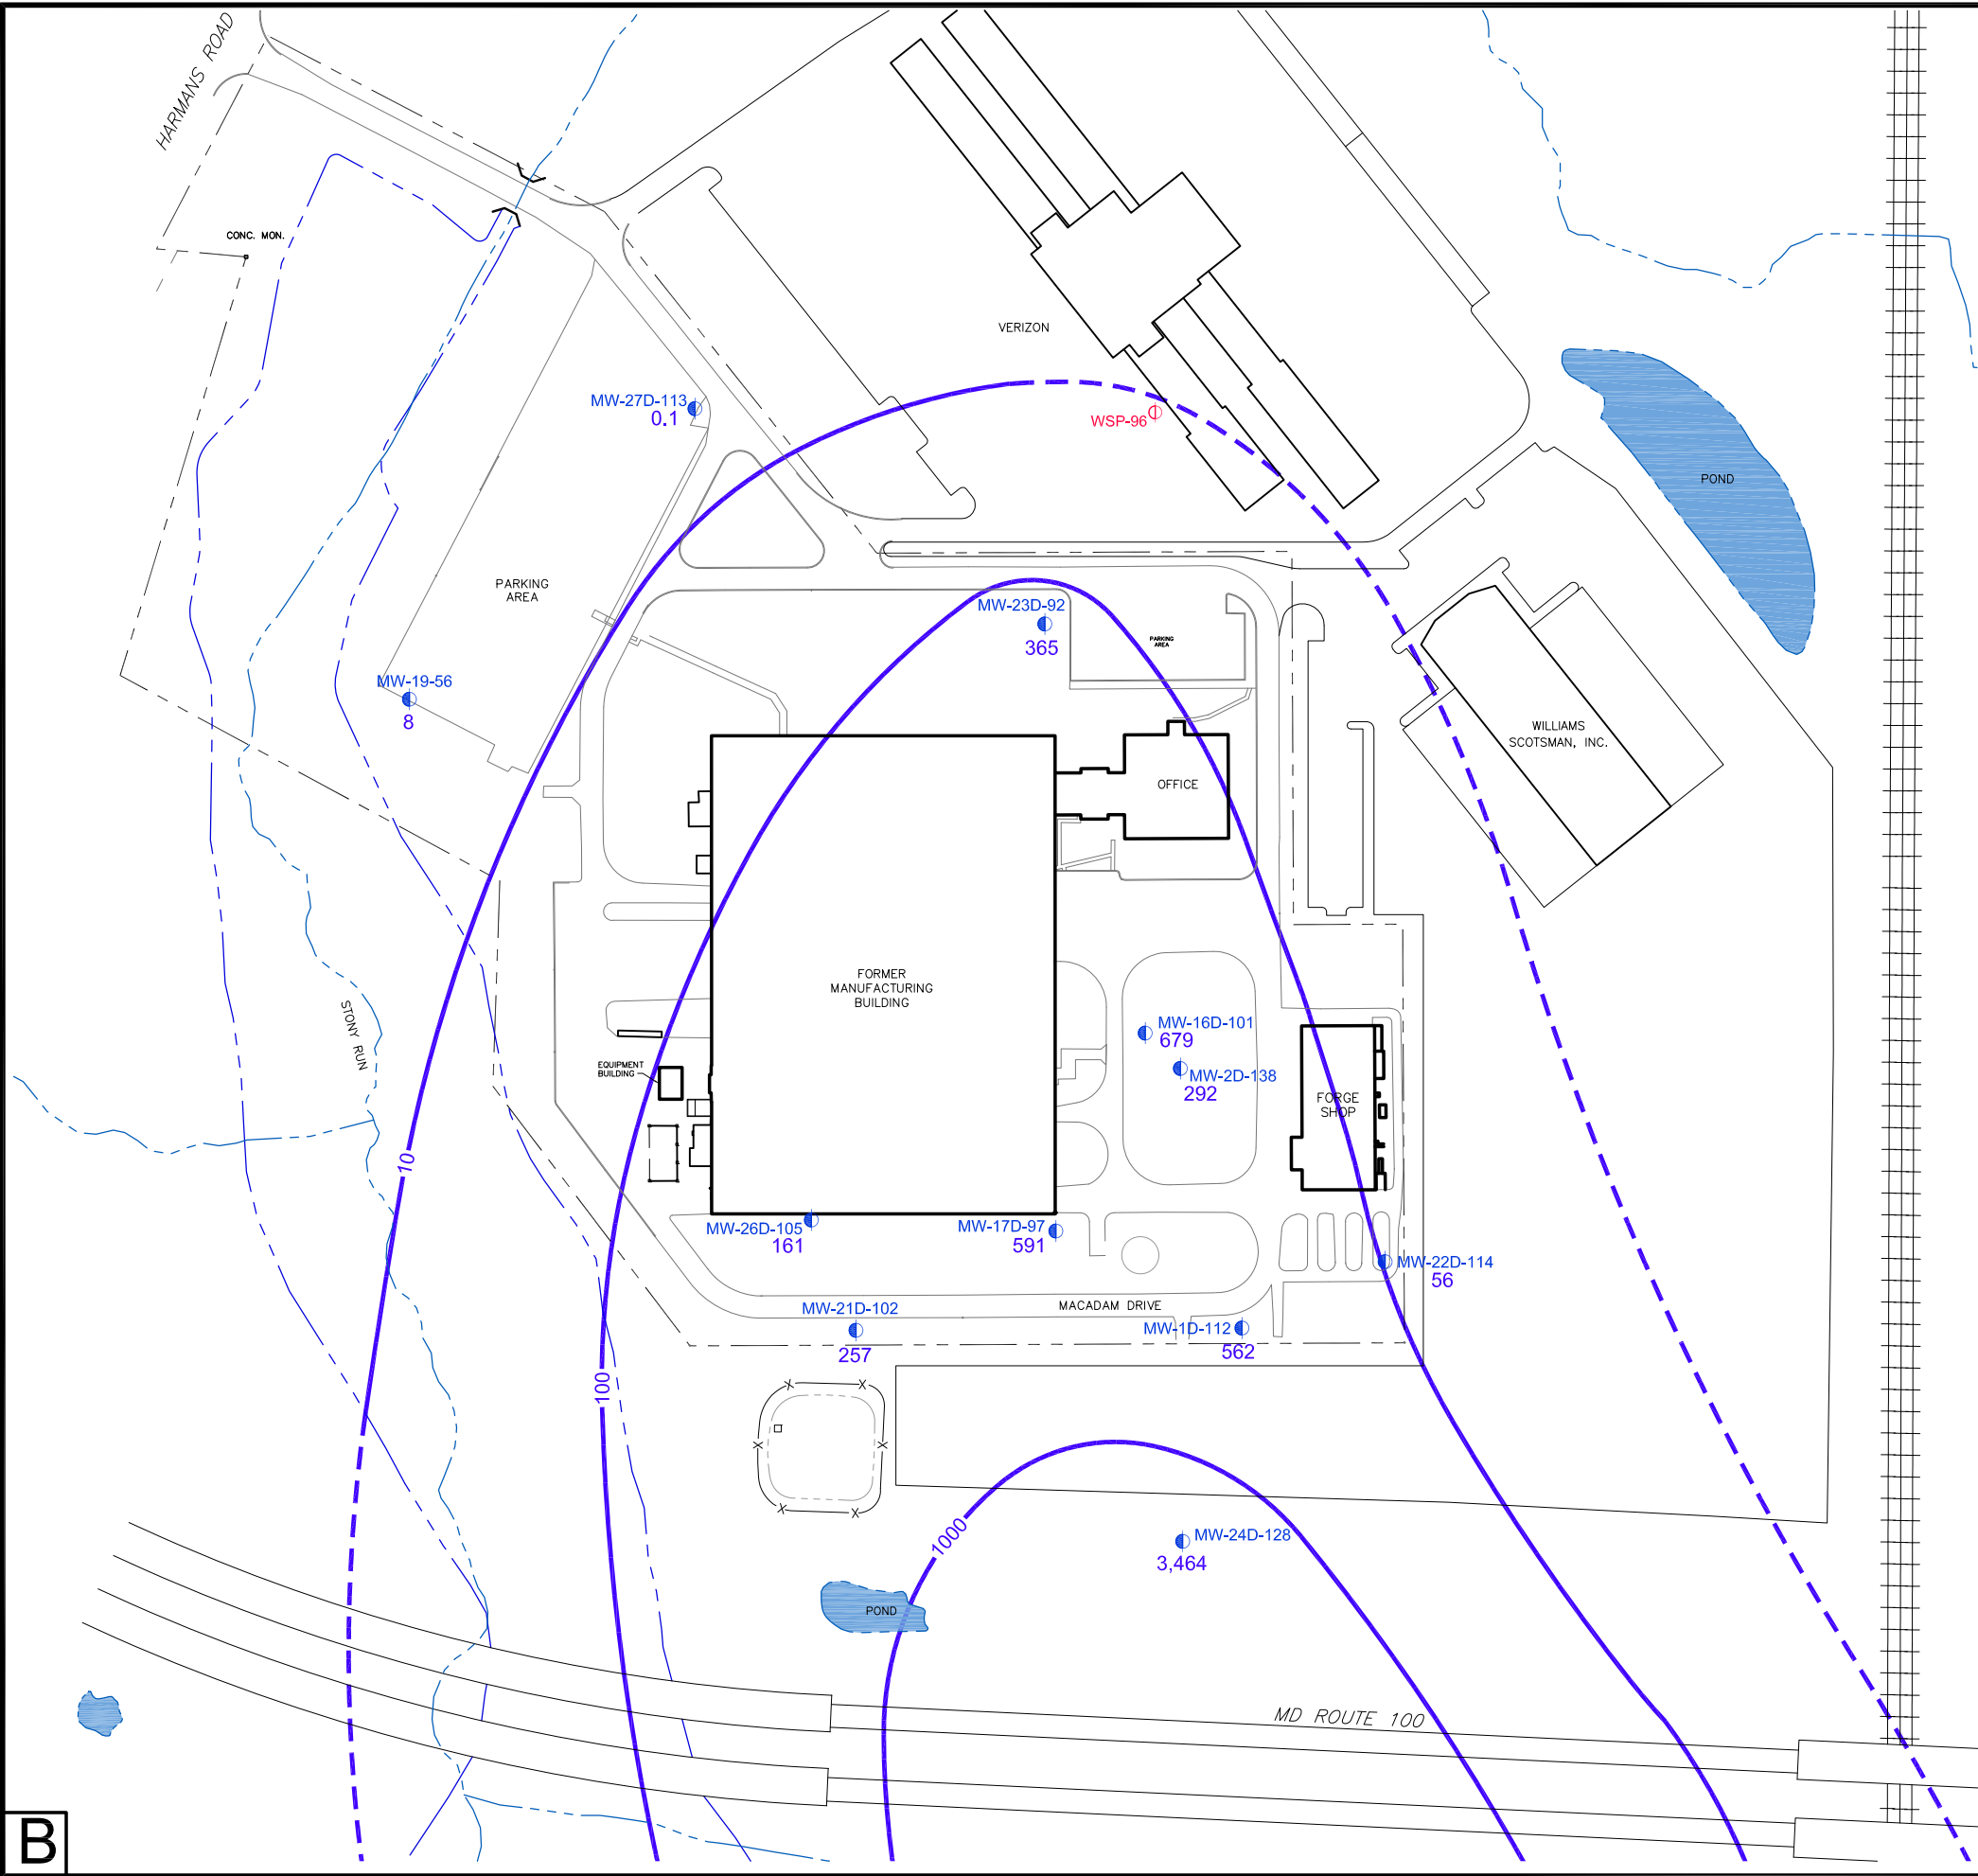 HARMANS ROAD
CONC. MON.
VERIZON
MW-27D-113
0.1
WSP-96
POND
PARKING
AREA
MW-23D-92
365
PARKING
AREA
MW-19-56
8
WILLIAMS
SCOTSMAN, INC.
OFFICE
FORMER
MANUFACTURING
BUILDING
STONY RUN
MW-16D-101
679
EQUIPMENT
BUILDING
MW-2D-138
292
FORGE
SHOP
10
MW-26D-105
161
MW-17D-97
591
MW-22D-114
56
MACADAM DRIVE
MW-21D-102
257
MW-1D-112
562
100
1000
MW-24D-128
3,464
POND
MD ROUTE 100
B